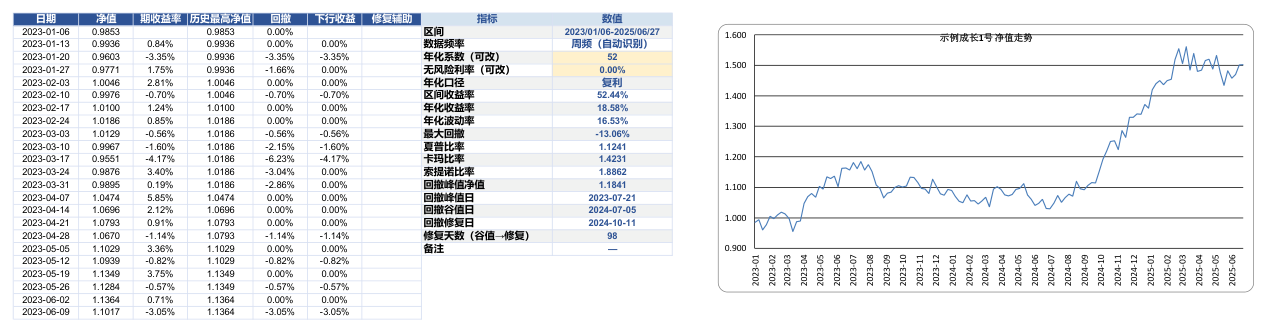 日期 净值 期收益率 历史最高净值 回撤 下行收益 修复辅助
2023-01-06 0.9853 0.9853 0.00%
2023-01-13 0.9936 0.84% 0.9936 0.00% 0.00%
2023-01-20 0.9603 -3.35% 0.9936 -3.35% -3.35%
2023-01-27 0.9771 1.75% 0.9936 -1.66% 0.00%
2023-02-03 1.0046 2.81% 1.0046 0.00% 0.00%
2023-02-10 0.9976 -0.70% 1.0046 -0.70% -0.70%
2023-02-17 1.0100 1.24% 1.0100 0.00% 0.00%
2023-02-24 1.0186 0.85% 1.0186 0.00% 0.00%
2023-03-03 1.0129 -0.56% 1.0186 -0.56% -0.56%
2023-03-10 0.9967 -1.60% 1.0186 -2.15% -1.60%
2023-03-17 0.9551 -4.17% 1.0186 -6.23% -4.17%
2023-03-24 0.9876 3.40% 1.0186 -3.04% 0.00%
2023-03-31 0.9895 0.19% 1.0186 -2.86% 0.00%
2023-04-07 1.0474 5.85% 1.0474 0.00% 0.00%
2023-04-14 1.0696 2.12% 1.0696 0.00% 0.00%
2023-04-21 1.0793 0.91% 1.0793 0.00% 0.00%
2023-04-28 1.0670 -1.14% 1.0793 -1.14% -1.14%
2023-05-05 1.1029 3.36% 1.1029 0.00% 0.00%
2023-05-12 1.0939 -0.82% 1.1029 -0.82% -0.82%
2023-05-19 1.1349 3.75% 1.1349 0.00% 0.00%
2023-05-26 1.1284 -0.57% 1.1349 -0.57% -0.57%
2023-06-02 1.1364 0.71% 1.1364 0.00% 0.00%
2023-06-09 1.1017 -3.05% 1.1364 -3.05% -3.05%
指标 数值
区间 2023/01/06-2025/06/27
数据频率 周频（自动识别）
年化系数（可改） 52
无风险利率（可改） 0.00%
年化口径 复利
区间收益率 52.44%
年化收益率 18.58%
年化波动率 16.53%
最大回撤 -13.06%
夏普比率 1.1241
卡玛比率 1.4231
索提诺比率 1.8862
回撤峰值净值 1.1841
回撤峰值日 2023-07-21
回撤谷值日 2024-07-05
回撤修复日 2024-10-11
修复天数（谷值→修复） 98
备注 —
示例成长1号 净值走势
1.600
1.500
1.400
1.300
1.200
1.100
1.000
0.900
2023-01
2023-02
2023-03
2023-04
2023-05
2023-06
2023-07
2023-08
2023-09
2023-10
2023-11
2023-12
2024-01
2024-02
2024-03
2024-04
2024-05
2024-06
2024-07
2024-08
2024-09
2024-10
2024-11
2024-12
2025-01
2025-02
2025-03
2025-04
2025-05
2025-06